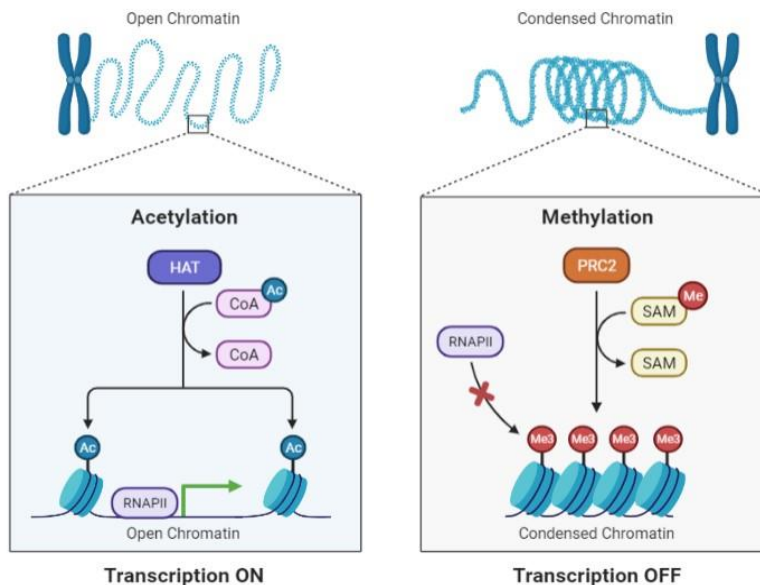 Open Chromatin
Condensed Chromatin
Acetylation
HAT
Ac
CoA
CoA
Ac
Ac
RNAPII
Open Chromatin
Transcription ON
Methylation
PRC2
Me
SAM
SAM
RNAPII
Me3 Me3 Me3 Me3
Condensed Chromatin
Transcription OFF